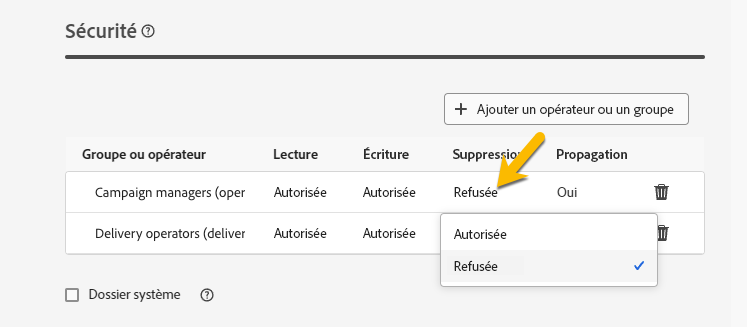 Sécurité
Ajouter un opérateur ou un groupe
Groupe ou opérateur Lecture Écriture Suppression Propagation
Campaign managers (oper Autorisée Autorisée Refusée Oui
Delivery operators (deliver Autorisée Autorisée
Autorisée
Refusée
Dossier système